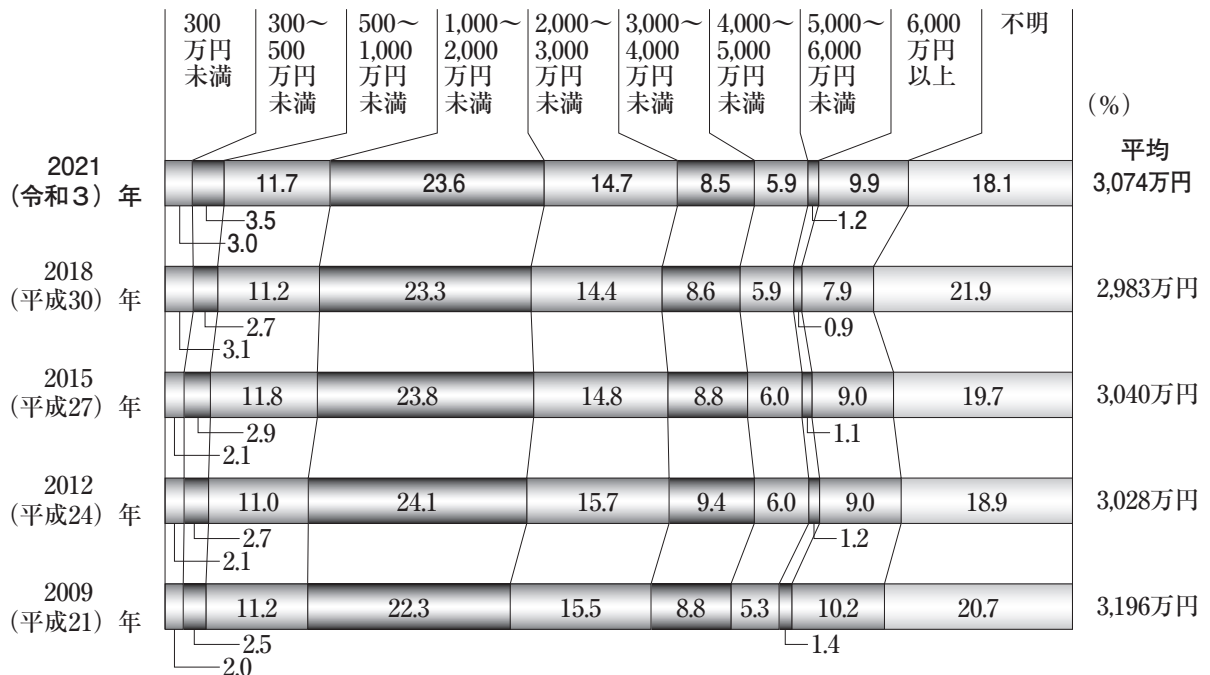 300
万円
未満
300～
500
万円
未満
500～
1,000
万円
未満
1,000～
2,000
万円
未満
2,000～
3,000
万円
未満
3,000～
4,000
万円
未満
4,000～
5,000
万円
未満
5,000～
6,000
万円
未満
6,000
万円
以上
不明
(%)
平均
2021
(令和3) 年
11.7 23.6 14.7 8.5 5.9 9.9 18.1 3,074万円
3.5 1.2
3.0
2018
(平成30) 年
11.2 23.3 14.4 8.6 5.9 7.9 21.9 2,983万円
2.7 0.9
3.1
2015
(平成27) 年
11.8 23.8 14.8 8.8 6.0 9.0 19.7 3,040万円
2.9 1.1
2.1
2012
(平成24) 年
11.0 24.1 15.7 9.4 6.0 9.0 18.9 3,028万円
2.7 1.2
2.1
2009
(平成21) 年
11.2 22.3 15.5 8.8 5.3 10.2 20.7 3,196万円
2.5 1.4
2.0